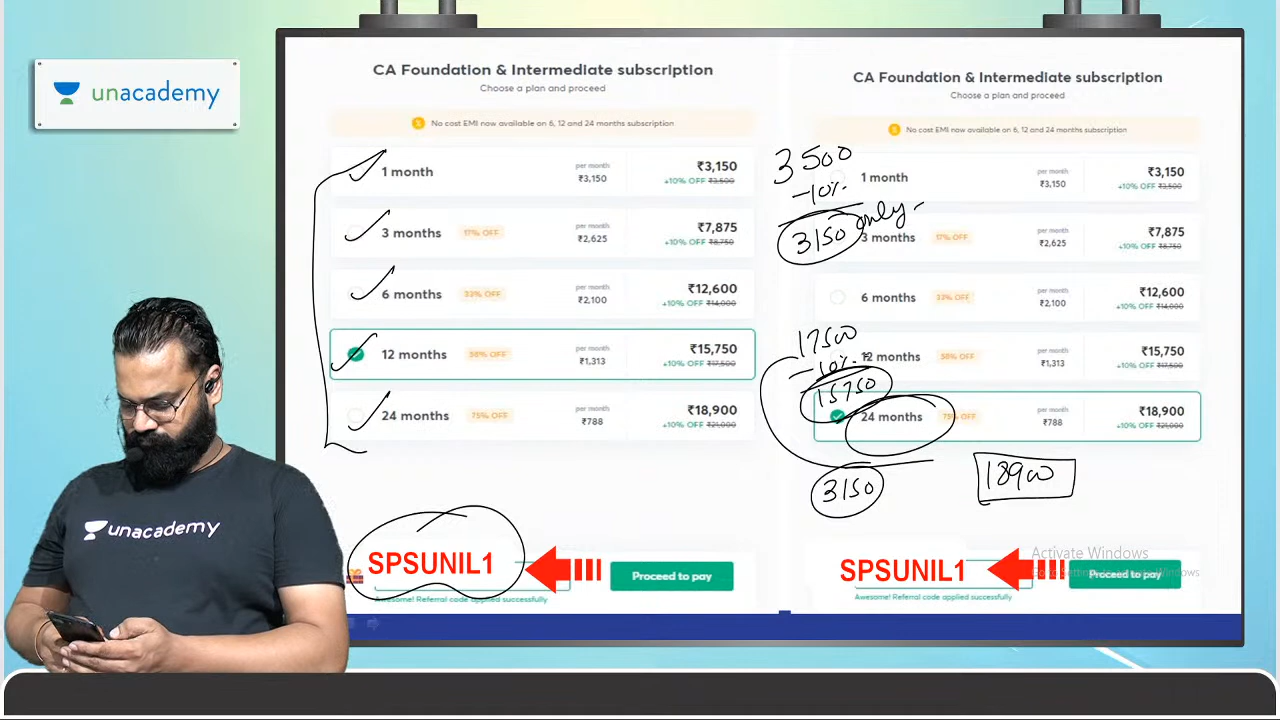 unacademy
CA Foundation & Intermediate subscription
Choose a plan and proceed
No cost EMI now available on 6, 12 and 24 months subscription
1 month per month ₹3,150 ₹3,150 +10% OFF ₹3,500
3 months 17% OFF per month ₹2,625 ₹7,875 +10% OFF ₹8,750
6 months 33% OFF per month ₹2,100 ₹12,600 +10% OFF ₹14,000
12 months 58% OFF per month ₹1,313 ₹15,750 +10% OFF ₹17,500
24 months 75% OFF per month ₹788 ₹18,900 +10% OFF ₹21,000
SPSUNIL1
Proceed to pay
Awesome! Referral code applied successfully
CA Foundation & Intermediate subscription
Choose a plan and proceed
No cost EMI now available on 6, 12 and 24 months subscription
3500
-10%
3150 only
1 month per month ₹3,150 ₹3,150 +10% OFF ₹3,500
3 months 17% OFF per month ₹2,625 ₹7,875 +10% OFF ₹8,750
6 months 33% OFF per month ₹2,100 ₹12,600 +10% OFF ₹14,000
17500
-10%
15750
12 months 58% OFF per month ₹1,313 ₹15,750 +10% OFF ₹17,500
24 months 75% OFF per month ₹788 ₹18,900 +10% OFF ₹21,000
3150
18900
SPSUNIL1
Proceed to pay
Awesome! Referral code applied successfully
Activate Windows
unacademy